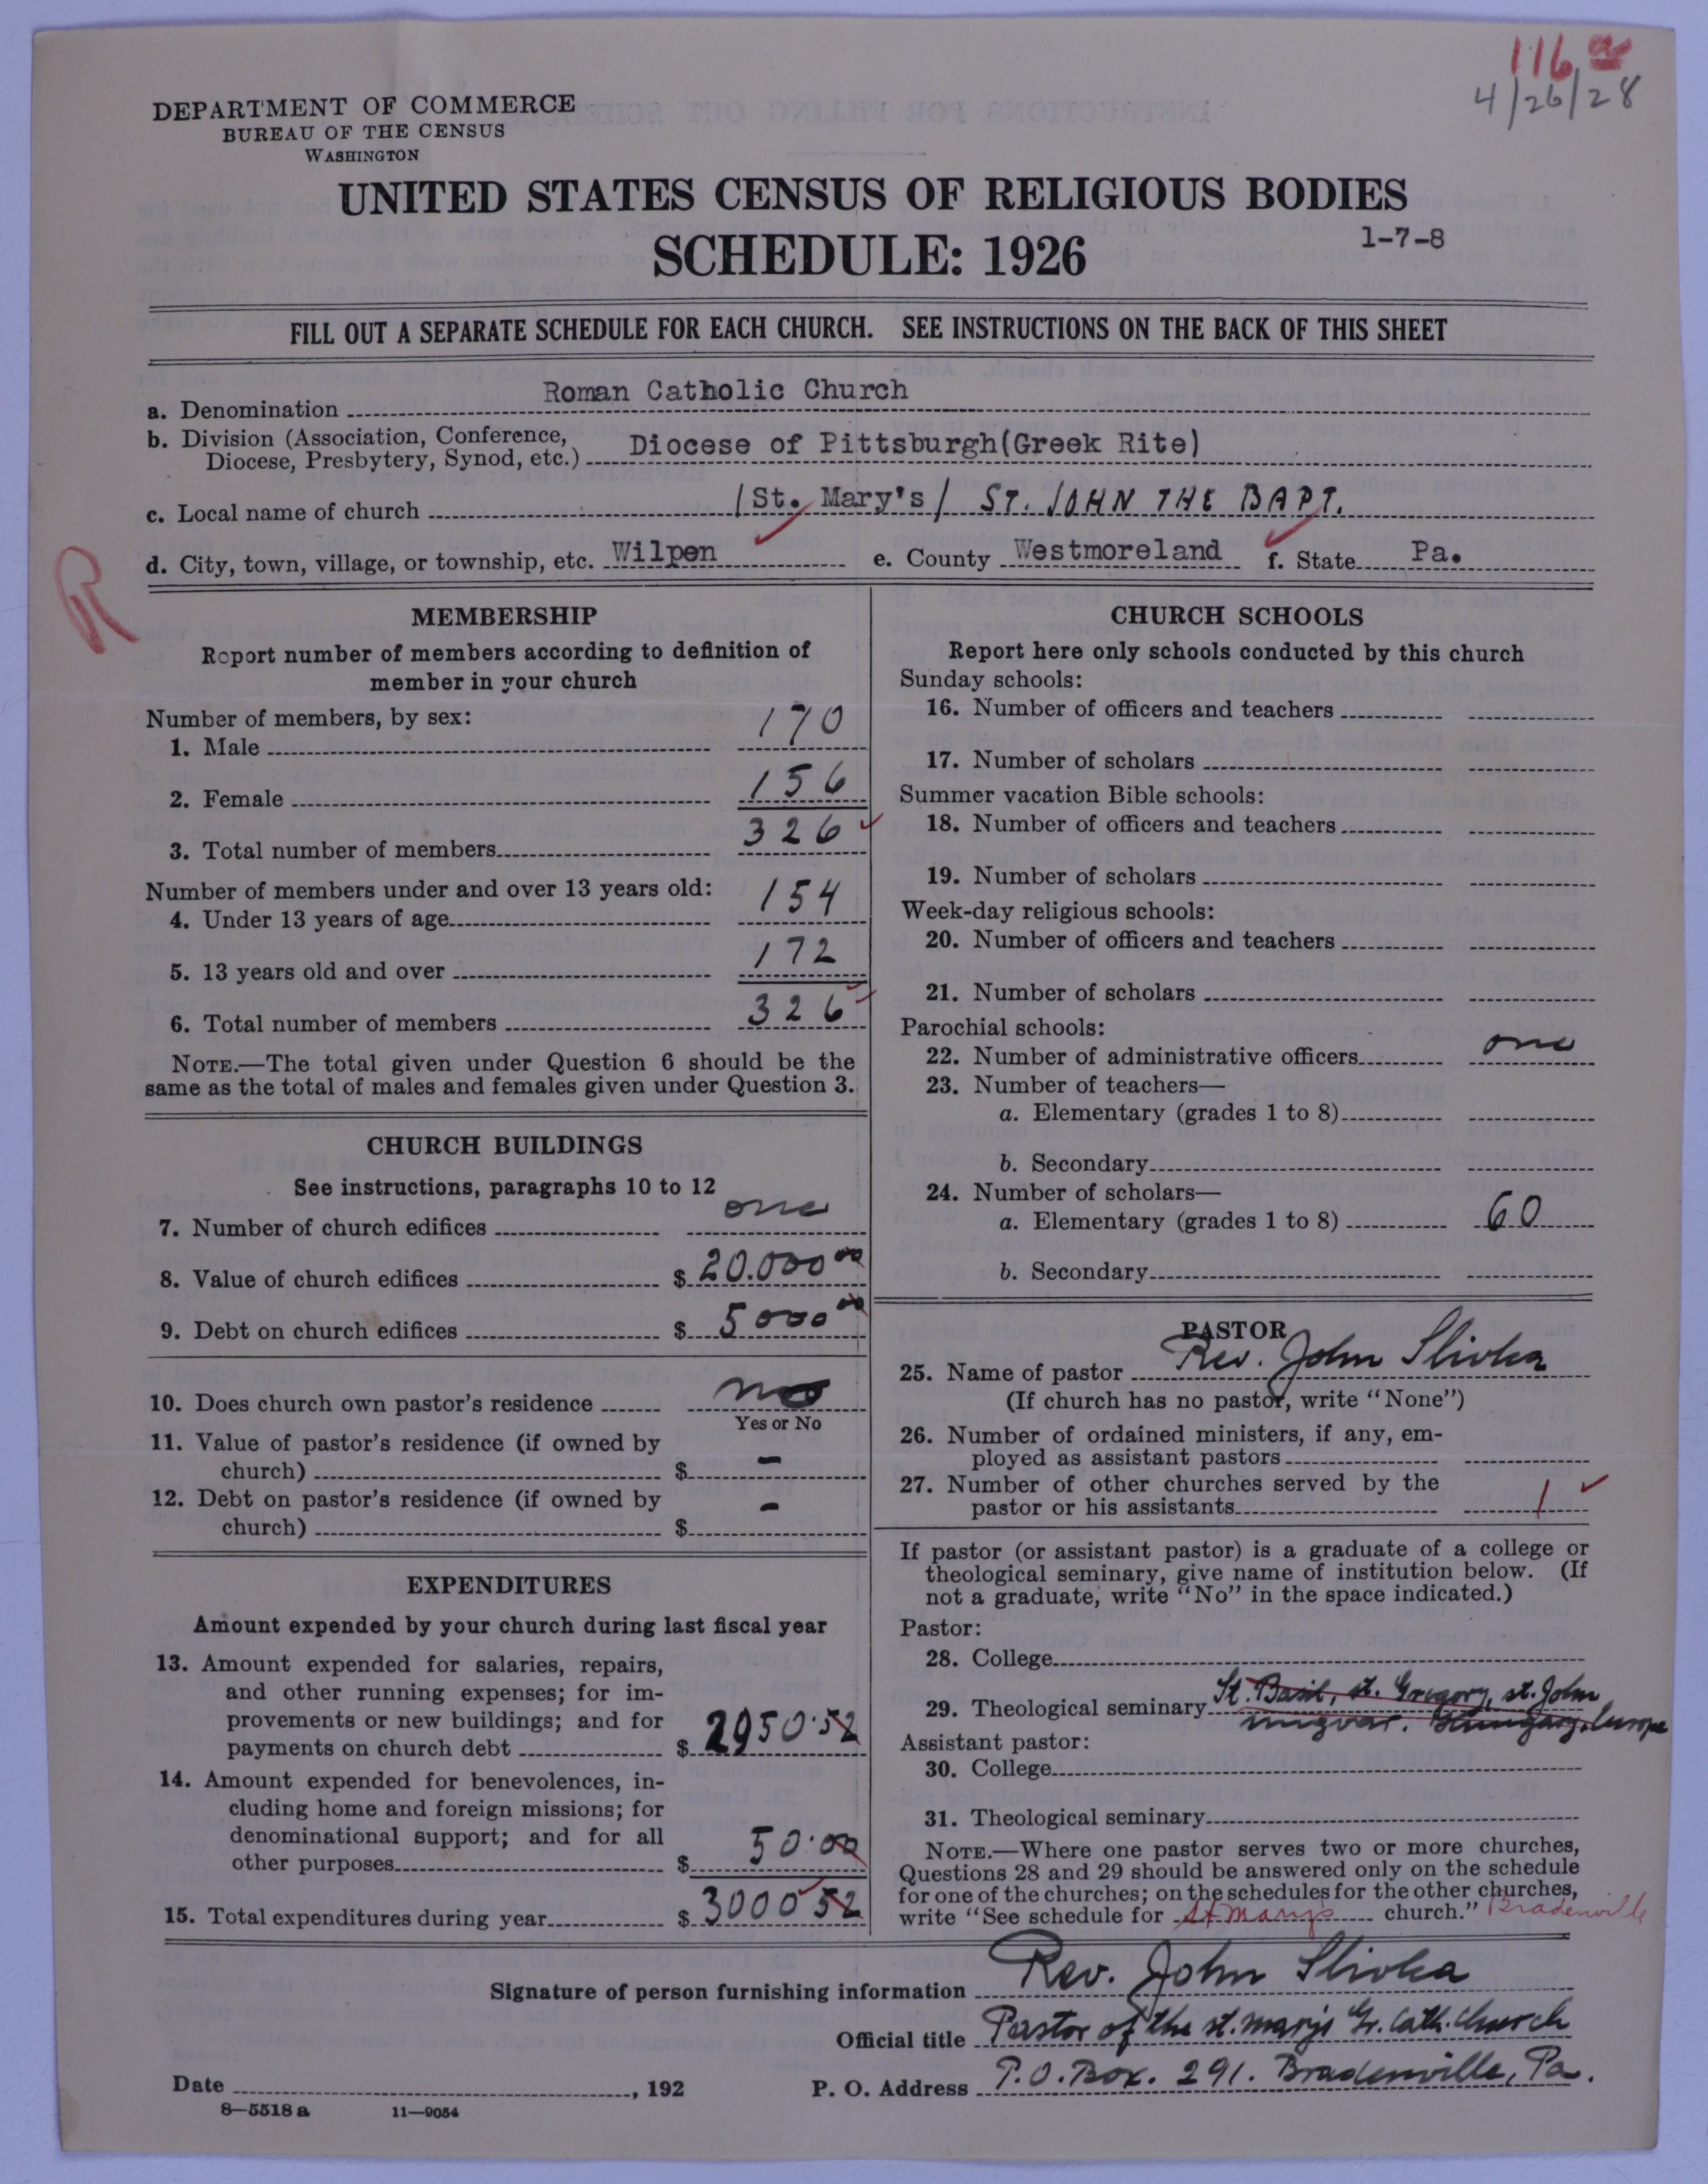 116a
4/26/28
DEPARTMENT OF COMMERCE
BUREAU OF THE CENSUS
WASHINGTON
UNITED STATES CENSUS OF RELIGIOUS BODIES
SCHEDULE: 1926
1-7-8
FILL OUT A SEPARATE SCHEDULE FOR EACH CHURCH. SEE INSTRUCTIONS ON THE BACK OF THIS SHEET
a. Denomination Roman Catholic Church
b. Division (Association, Conference,
Diocese, Presbytery, Synod, etc.) Diocese of Pittsburgh(Greek Rite)
c. Local name of church /St. Mary's/ ST. JOHN THE BAPT.
d. City, town, village, or township, etc. Wilpen e. County Westmoreland f. State Pa.
R
MEMBERSHIP
Report number of members according to definition of
member in your church
Number of members, by sex:
1. Male 170
2. Female 156
3. Total number of members 326
Number of members under and over 13 years old:
4. Under 13 years of age 154
5. 13 years old and over 172
6. Total number of members 326
NOTE.—The total given under Question 6 should be the
same as the total of males and females given under Question 3.
CHURCH BUILDINGS
See instructions, paragraphs 10 to 12
7. Number of church edifices one
8. Value of church edifices $ 20.000 00
9. Debt on church edifices $ 5000 00
10. Does church own pastor's residence no
Yes or No
11. Value of pastor's residence (if owned by
church) $ -
12. Debt on pastor's residence (if owned by
church) $ -
EXPENDITURES
Amount expended by your church during last fiscal year
13. Amount expended for salaries, repairs,
and other running expenses; for im-
provements or new buildings; and for
payments on church debt $ 2950.52
14. Amount expended for benevolences, in-
cluding home and foreign missions; for
denominational support; and for all
other purposes $ 50.00
15. Total expenditures during year $ 3000 52
CHURCH SCHOOLS
Report here only schools conducted by this church
Sunday schools:
16. Number of officers and teachers
17. Number of scholars
Summer vacation Bible schools:
18. Number of officers and teachers
19. Number of scholars
Week-day religious schools:
20. Number of officers and teachers
21. Number of scholars
Parochial schools:
22. Number of administrative officers one
23. Number of teachers—
a. Elementary (grades 1 to 8)
b. Secondary
24. Number of scholars—
a. Elementary (grades 1 to 8) 60
b. Secondary
PASTOR
25. Name of pastor Rev. John Slivka
(If church has no pastor, write "None")
26. Number of ordained ministers, if any, em-
ployed as assistant pastors
27. Number of other churches served by the
pastor or his assistants 1
If pastor (or assistant pastor) is a graduate of a college or
theological seminary, give name of institution below. (If
not a graduate, write "No" in the space indicated.)
Pastor:
28. College
29. Theological seminary St. Basil, st. Gregory, st. John
ungvar. Hungary, Europe
Assistant pastor:
30. College
31. Theological seminary
NOTE.—Where one pastor serves two or more churches,
Questions 28 and 29 should be answered only on the schedule
for one of the churches; on the schedules for the other churches,
write "See schedule for St Marys church." Bradenville
Signature of person furnishing information Rev. John Slivka
Official title Pastor of the st. mary's Gr. Cath. Church
Date , 192 P. O. Address P.O. Box. 291. Bradenville, Pa.
8—5518 a 11—9054